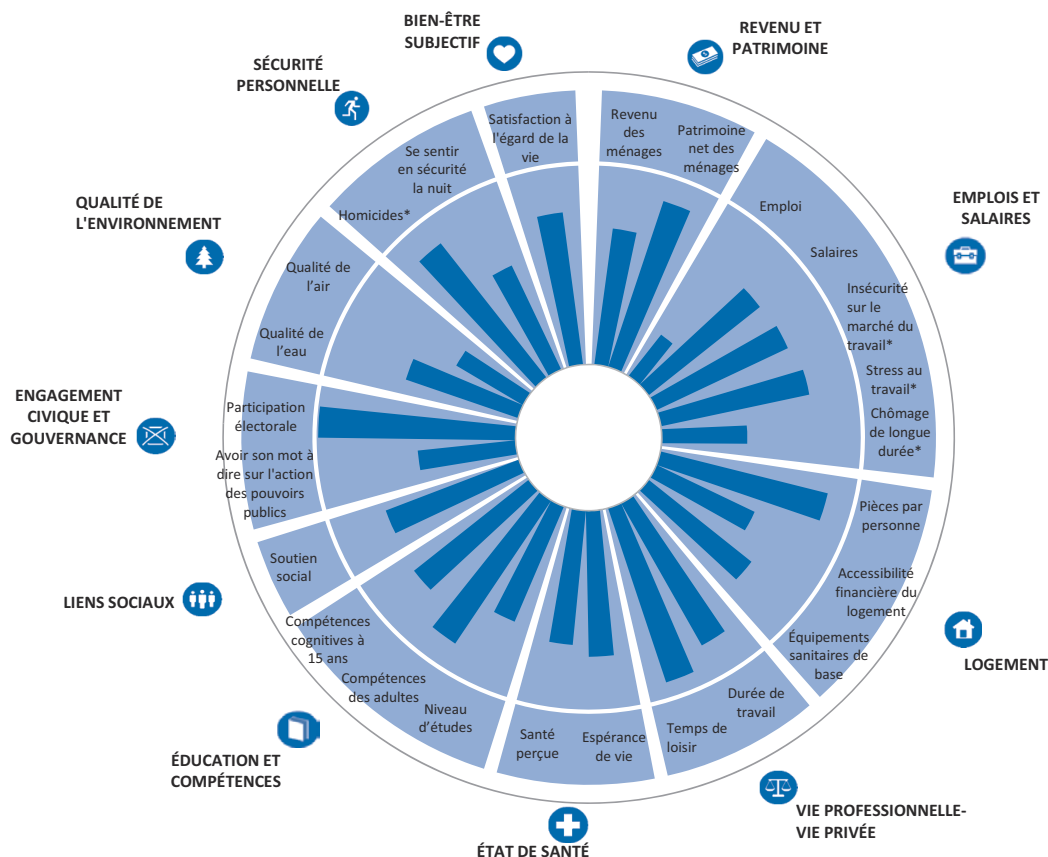 BIEN-ÊTRE
SUBJECTIF
REVENU ET
PATRIMOINE
SÉCURITÉ
PERSONNELLE
EMPLOIS ET
SALAIRES
QUALITÉ DE
L'ENVIRONNEMENT
ENGAGEMENT
CIVIQUE ET
GOUVERNANCE
LIENS SOCIAUX
LOGEMENT
ÉDUCATION ET
COMPÉTENCES
VIE PROFESSIONNELLE-
VIE PRIVÉE
ÉTAT DE SANTÉ
Satisfaction à
l'égard de la
vie
Revenu
des
ménages
Patrimoine
net des
ménages
Emploi
Salaires
Insécurité
sur le
marché du
travail*
Stress au
travail*
Chômage
de longue
durée*
Pièces par
personne
Accessibilité
financière du
logement
Équipements
sanitaires de
base
Durée de
travail
Temps de
loisir
Espérance
de vie
Santé
perçue
Niveau
d’études
Compétences
des adultes
Compétences
cognitives à
15 ans
Soutien
social
Avoir son mot à
dire sur l'action
des pouvoirs
publics
Participation
électorale
Qualité de
l’eau
Qualité de
l’air
Homicides*
Se sentir
en sécurité
la nuit